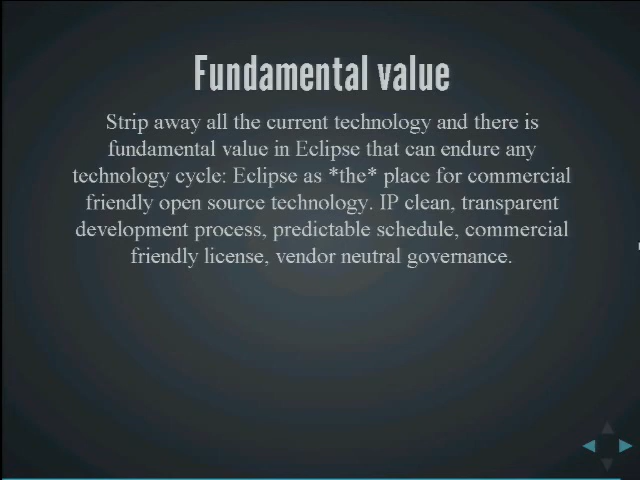 Fundamental value
Strip away all the current technology and there is
fundamental value in Eclipse that can endure any
technology cycle: Eclipse as *the* place for commercial
friendly open source technology. IP clean, transparent
development process, predictable schedule, commercial
friendly license, vendor neutral governance.